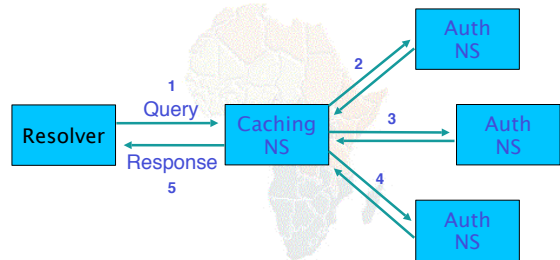 Auth
NS
2
1
Query
3
Resolver
Caching
NS
Auth
NS
Response
5
4
Auth
NS